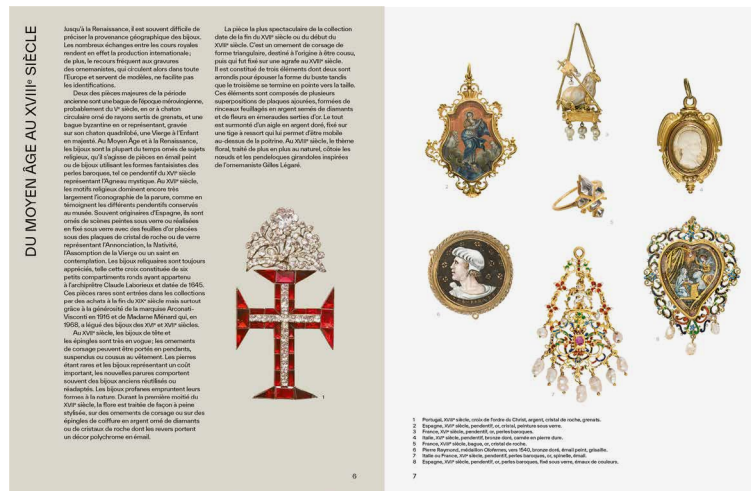 DU MOYEN ÂGE AU XVIIIᵉ SIÈCLE
Jusqu'à la Renaissance, il est souvent difficile de
préciser la provenance géographique des bijoux.
Les nombreux échanges entre les cours royales
rendent en effet la production internationale ;
de plus, le recours fréquent aux gravures
des ornemanistes, qui circulent alors dans toute
l'Europe et servent de modèles, ne facilite pas
les identifications.
Deux des pièces majeures de la période
ancienne sont une bague de l'époque mérovingienne,
probablement du Vᵉ siècle, en or à chaton
circulaire orné de rayons sertis de grenats, et une
bague byzantine en or représentant, gravée
sur son chaton quadrilobé, une Vierge à l'Enfant
en majesté. Au Moyen Âge et à la Renaissance,
les bijoux sont la plupart du temps ornés de sujets
religieux, qu'il s'agisse de pièces en émail peint
ou de bijoux utilisant les formes fantaisistes des
perles baroques, tel ce pendentif du XVIᵉ siècle
représentant l'Agneau mystique. Au XVIIᵉ siècle,
les motifs religieux dominent encore très
largement l'iconographie de la parure, comme en
témoignent les différents pendentifs conservés
au musée. Souvent originaires d'Espagne, ils sont
ornés de scènes peintes sous verre ou réalisées
en fixé sous verre avec des feuilles d'or placées
sous des plaques de cristal de roche ou de verre
représentant l'Annonciation, la Nativité,
l'Assomption de la Vierge ou un saint en
contemplation. Les bijoux reliquaires sont toujours
appréciés, telle cette croix constituée de six
petits compartiments ronds ayant appartenu
à l'archiprêtre Claude Laborieux et datée de 1645.
Ces pièces rares sont entrées dans les collections
par des achats à la fin du XIXᵉ siècle mais surtout
grâce à la générosité de la marquise Arconati-
Visconti en 1916 et de Madame Ménard qui, en
1968, a légué des bijoux des XVIᵉ et XVIIᵉ siècles.
Au XVIIᵉ siècle, les bijoux de tête et
les épingles sont très en vogue ; les ornements
de corsage peuvent être portés en pendants,
suspendus ou cousus au vêtement. Les pierres
étant rares et les bijoux représentant un coût
important, les nouvelles parures comportent
souvent des bijoux anciens réutilisés ou
réadaptés. Les bijoux profanes empruntent leurs
formes à la nature. Durant la première moitié du
XVIIᵉ siècle, la flore est traitée de façon à peine
stylisée, sur des ornements de corsage ou sur des
épingles de coiffure en argent orné de diamants
ou de cristaux de roche dont les revers portent
un décor polychrome en émail.
La pièce la plus spectaculaire de la collection
date de la fin du XVIIᵉ siècle ou du début du
XVIIIᵉ siècle. C'est un ornement de corsage de
forme triangulaire, destiné à l'origine à être cousu,
puis qui fut fixé sur une agrafe au XVIIIᵉ siècle.
Il est constitué de trois éléments dont deux sont
arrondis pour épouser la forme du buste tandis
que le troisième se termine en pointe vers la taille.
Ces éléments sont composés de plusieurs
superpositions de plaques ajourées, formées de
rinceaux feuillagés en argent semés de diamants
et de fleurs en émeraudes serties d'or. Le tout
est surmonté d'un aigle en argent doré, fixé sur
une tige à ressort qui lui permet d'être mobile
au-dessus de la poitrine. Au XVIIIᵉ siècle, le thème
floral, traité de plus en plus au naturel, côtoie les
nœuds et les pendeloques girandoles inspirées
de l'ornemaniste Gilles Légaré.
1
6
2
1 Portugal, XVIIᵉ siècle, croix de l'ordre du Christ, argent, cristal de roche, grenats.
2 Espagne, XVIIᵉ siècle, pendentif, or, cristal, peinture sous verre.
3 France, XVIᵉ siècle, pendentif, or, perles baroques.
4 Italie, XVIᵉ siècle, pendentif, bronze doré, camée en pierre dure.
5 France, XVIIᵉ siècle, bague, or, cristal de roche.
6 Pierre Raymond, médaillon Olofernes, vers 1540, bronze doré, émail peint, grisaille.
7 Italie ou France, XVIᵉ siècle, pendentif, perles baroques, or, spinelle, émail.
8 Espagne, XVIIᵉ siècle, pendentif, or, perles baroques, fixé sous verre, émaux de couleurs.
7